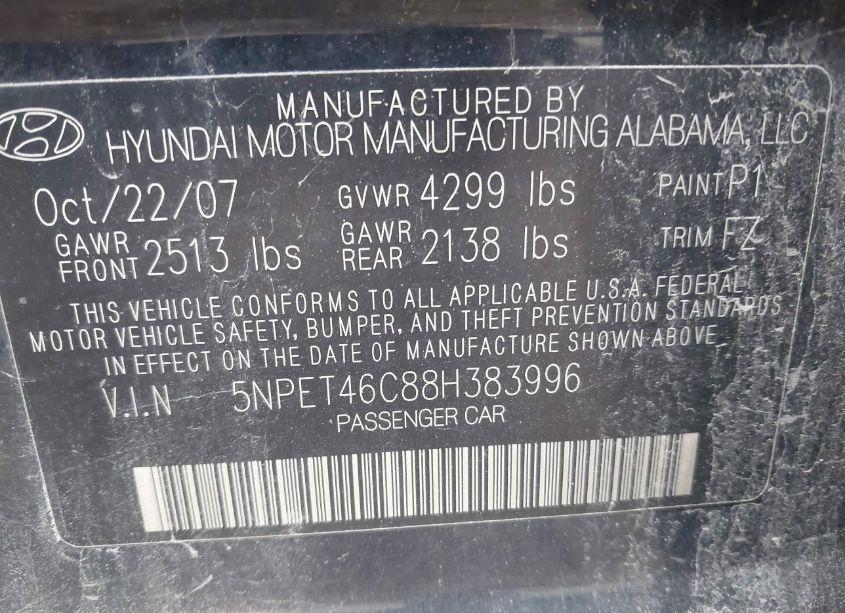 MANUFACTURED BY
HYUNDAI MOTOR MANUFACTURING ALABAMA, LLC
Oct/22/07 GVWR 4299 lbs PAINT P1
GAWR FRONT 2513 lbs GAWR REAR 2138 lbs TRIM FZ
THIS VEHICLE CONFORMS TO ALL APPLICABLE U.S.A. FEDERAL
MOTOR VEHICLE SAFETY, BUMPER, AND THEFT PREVENTION STANDARDS
IN EFFECT ON THE DATE OF MANUFACTURE SHOWN ABOVE
V.I.N 5NPET46C88H383996
PASSENGER CAR